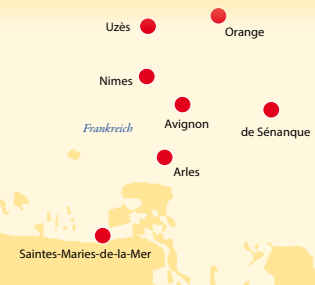 Uzès
Orange
Nimes
Avignon
Frankreich
de Sénanque
Arles
Saintes-Maries-de-la-Mer